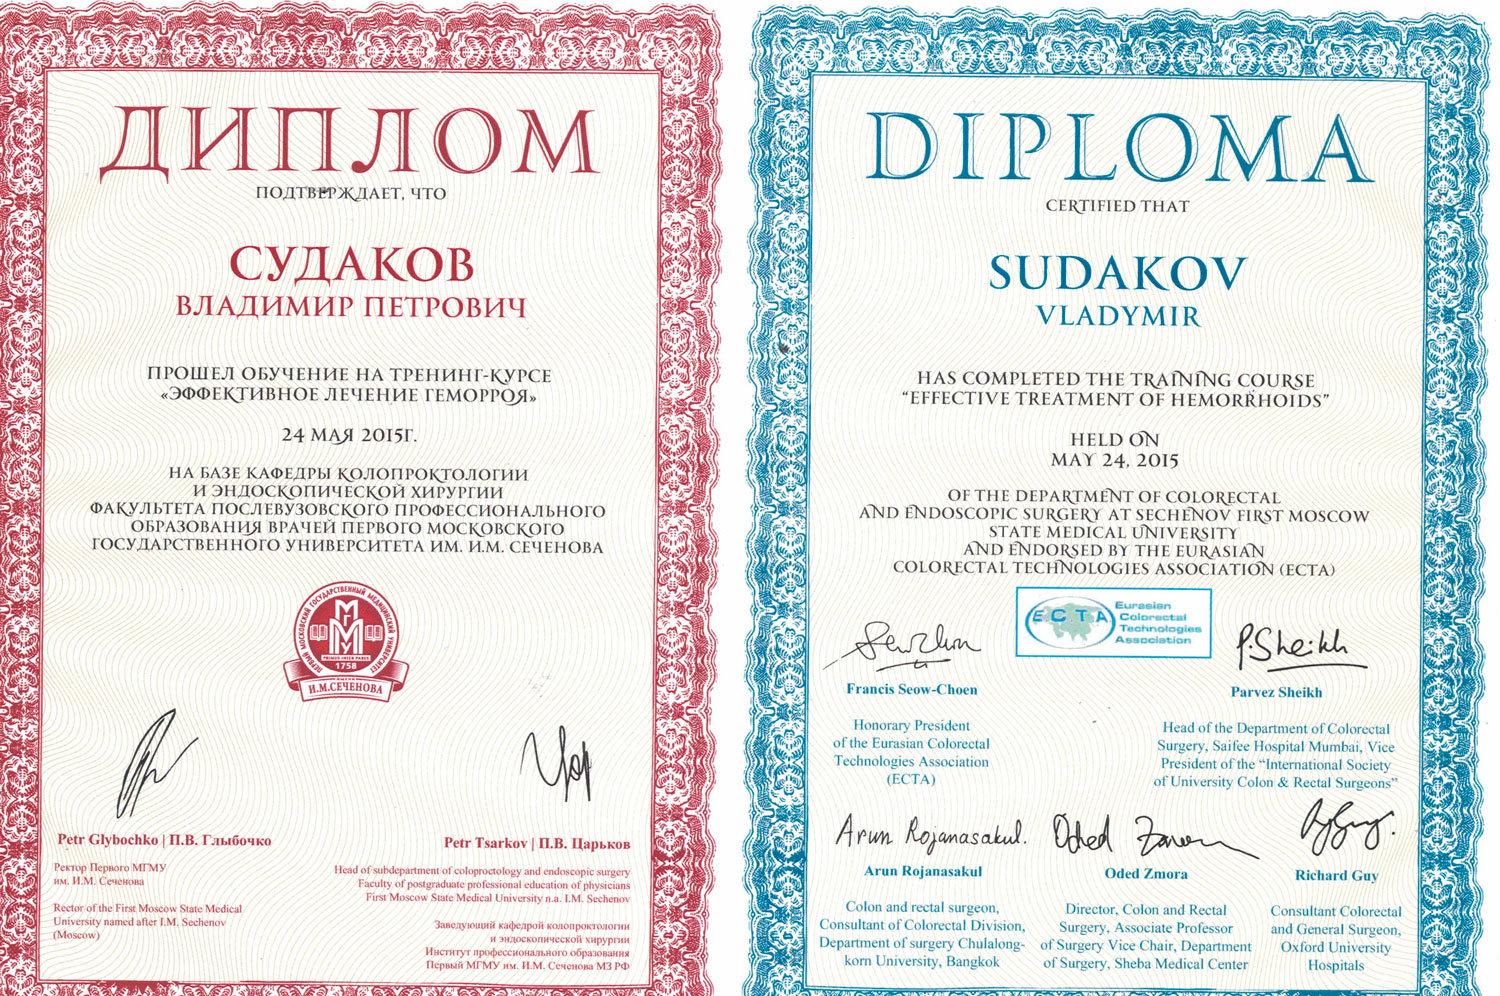 ДИПЛОМ
ПОДТВЕРЖДАЕТ, ЧТО
СУДАКОВ
ВЛАДИМИР ПЕТРОВИЧ
ПРОШЕЛ ОБУЧЕНИЕ НА ТРЕНИНГ-КУРСЕ
«ЭФФЕКТИВНОЕ ЛЕЧЕНИЕ ГЕМОРРОЯ»
24 МАЯ 2015Г.
НА БАЗЕ КАФЕДРЫ КОЛОПРОКТОЛОГИИ
И ЭНДОСКОПИЧЕСКОЙ ХИРУРГИИ
ФАКУЛЬТЕТА ПОСЛЕВУЗОВСКОГО ПРОФЕССИОНАЛЬНОГО
ОБРАЗОВАНИЯ ВРАЧЕЙ ПЕРВОГО МОСКОВСКОГО
ГОСУДАРСТВЕННОГО УНИВЕРСИТЕТА ИМ. И.М. СЕЧЕНОВА
ПЕРВЫЙ МОСКОВСКИЙ ГОСУДАРСТВЕННЫЙ МЕДИЦИНСКИЙ УНИВЕРСИТЕТ
PRIMUS INTER PARES
1758
ИМЕНИ
И.М.СЕЧЕНОВА
Petr Glybochko | П.В. Глыбочко
Ректор Первого МГМУ
им. И.М. Сеченова
Rector of the First Moscow State Medical
University named after I.M. Sechenov
(Moscow)
Petr Tsarkov | П.В. Царьков
Head of subdepartment of coloproctology and endoscopic surgery
Faculty of postgraduate professional education of physicians
First Moscow State Medical University n.a. I.M. Sechenov
Заведующий кафедрой колопроктологии
и эндоскопической хирургии
Институт профессионального образования
Первый МГМУ им. И.М. Сеченова МЗ РФ
DIPLOMA
CERTIFIED THAT
SUDAKOV
VLADYMIR
HAS COMPLETED THE TRAINING COURSE
“EFFECTIVE TREATMENT OF HEMORRHOIDS”
HELD ON
MAY 24, 2015
OF THE DEPARTMENT OF COLORECTAL
AND ENDOSCOPIC SURGERY AT SECHENOV FIRST MOSCOW
STATE MEDICAL UNIVERSITY
AND ENDORSED BY THE EURASIAN
COLORECTAL TECHNOLOGIES ASSOCIATION (ECTA)
ECTA
Eurasian
Colorectal
Technologies
Association
P.Sheikh
Francis Seow-Choen
Honorary President
of the Eurasian Colorectal
Technologies Association
(ECTA)
Parvez Sheikh
Head of the Department of Colorectal
Surgery, Saifee Hospital Mumbai, Vice
President of the “International Society
of University Colon & Rectal Surgeons”
Arun Rojanasakul.
Oded Zmora
Arun Rojanasakul
Colon and rectal surgeon,
Consultant of Colorectal Division,
Department of surgery Chulalong-
korn University, Bangkok
Oded Zmora
Director, Colon and Rectal
Surgery, Associate Professor
of Surgery Vice Chair, Department
of Surgery, Sheba Medical Center
Richard Guy
Consultant Colorectal
and General Surgeon,
Oxford University
Hospitals